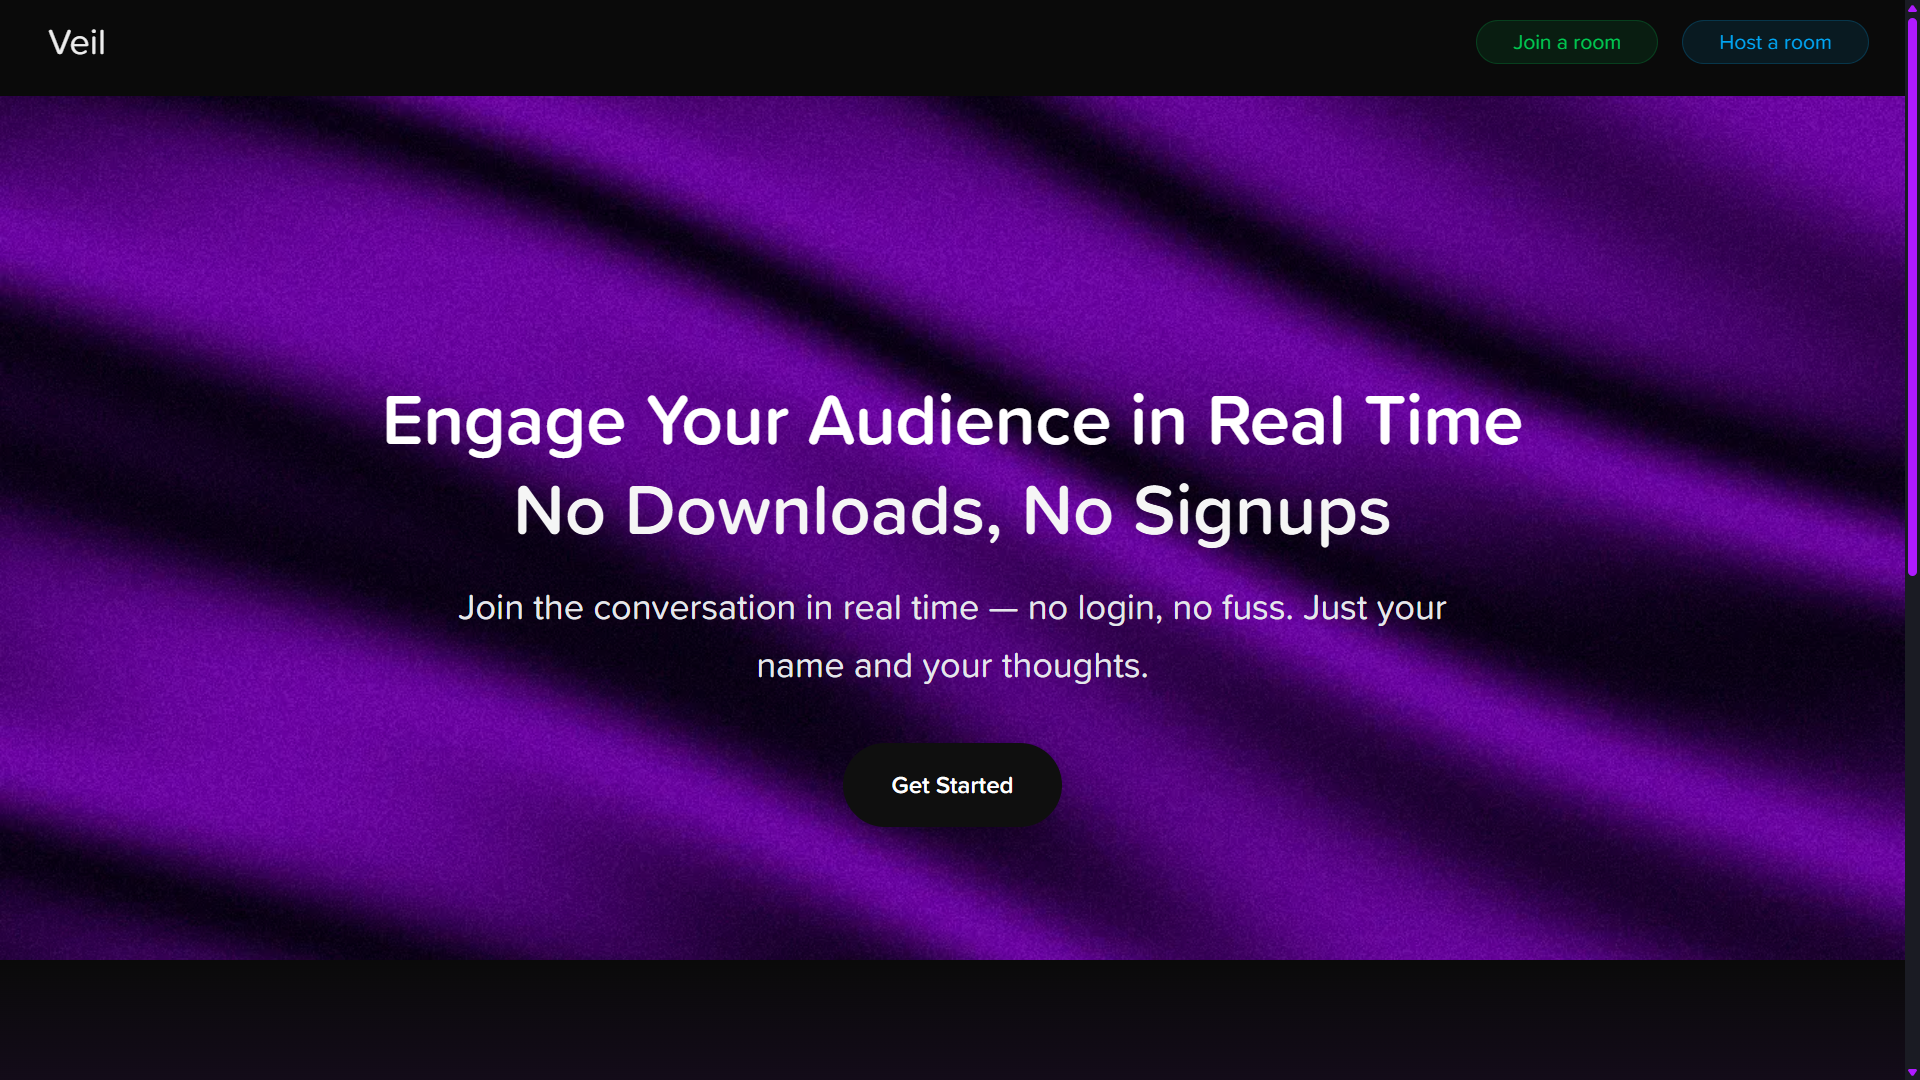 Veil
Join a room
Host a room
Engage Your Audience in Real Time
No Downloads, No Signups
Join the conversation in real time — no login, no fuss. Just your
name and your thoughts.
Get Started